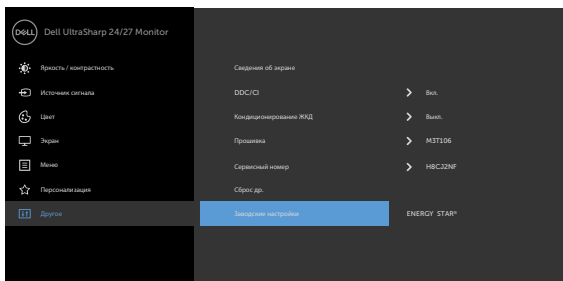 DELL Dell UltraSharp 24/27 Monitor
Яркость / контрастность
Сведения об экране
Источник сигнала DDC/CI Вкл.
Цвет Кондиционирование ЖКД Выкл.
Экран Прошивка M3T106
Меню Сервисный номер H8CJ2NF
Персонализация Сброс др.
Другое Заводские настройки ENERGY STAR®